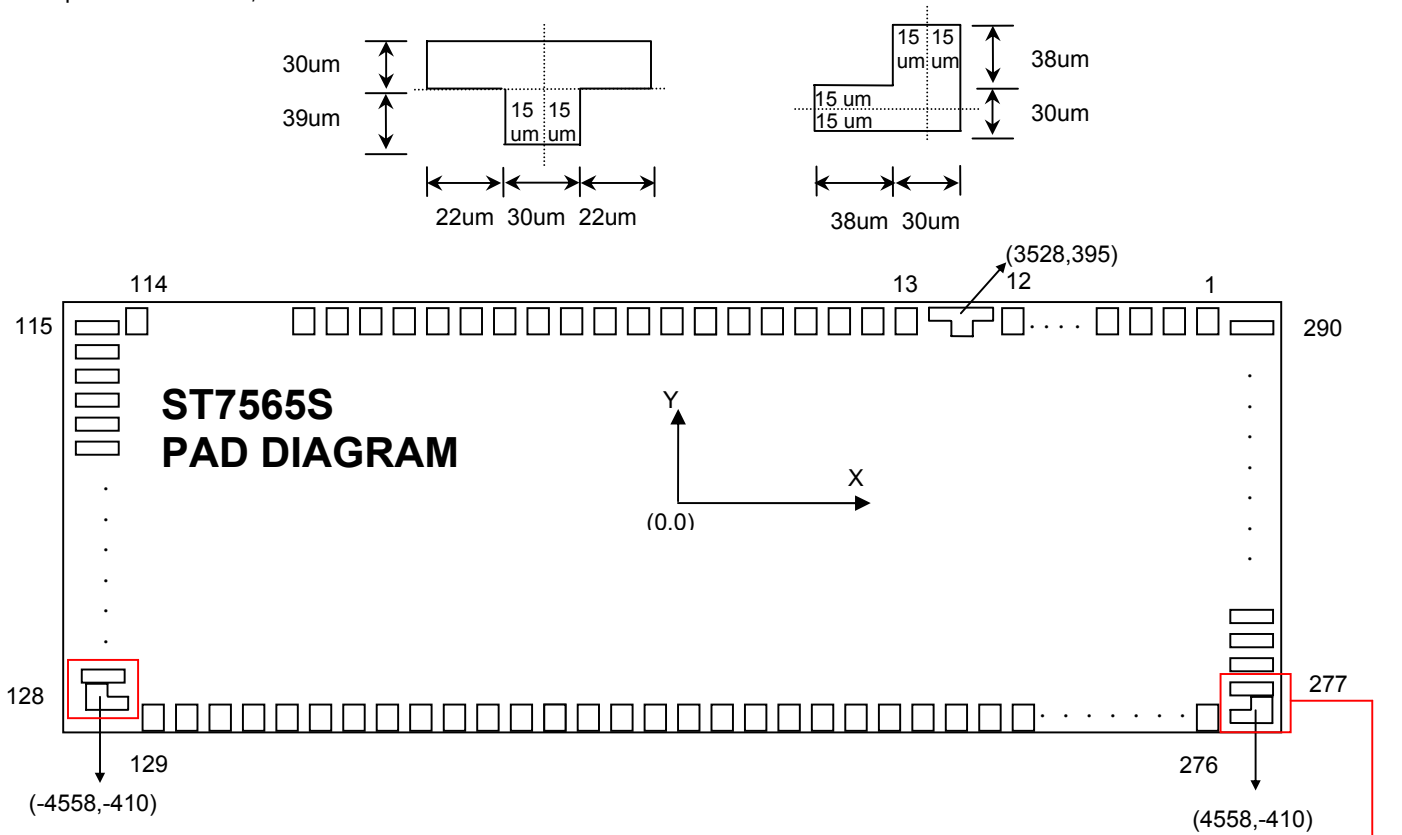 30um
39um
15 15
um um
22um 30um 22um
15 15
um um
15 um
15 um
38um
30um
38um 30um
(3528,395)
114
13
12
1
115
290
ST7565S
PAD DIAGRAM
Y
X
(0.0)
128
277
129
276
(-4558,-410)
(4558,-410)